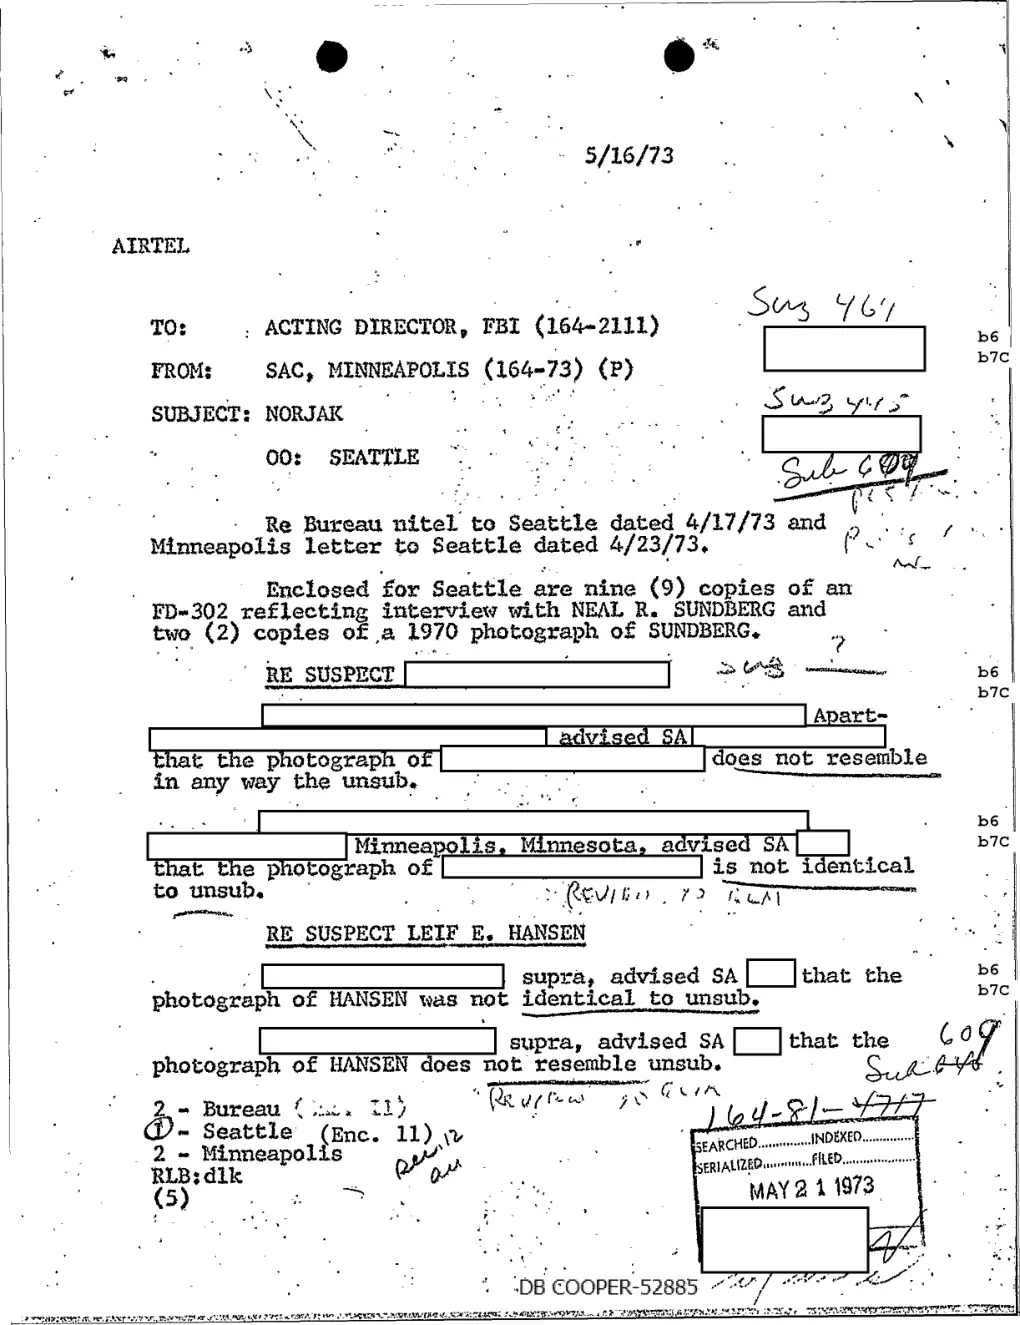 5/16/73
AIRTEL
TO: ACTING DIRECTOR, FBI (164-2111)
FROM: SAC, MINNEAPOLIS (164-73) (P)
SUBJECT: NORJAK
OO: SEATTLE
b6
b7C
Sub 609
Re Bureau nitel to Seattle dated 4/17/73 and
Minneapolis letter to Seattle dated 4/23/73.
Enclosed for Seattle are nine (9) copies of an
FD-302 reflecting interview with NEAL R. SUNDBERG and
two (2) copies of a 1970 photograph of SUNDBERG.
?
RE SUSPECT
b6
b7C
Apart-
advised SA
that the photograph of does not resemble
in any way the unsub.
b6
Minneapolis, Minnesota, advised SA
b7C
that the photograph of is not identical
to unsub.
RE SUSPECT LEIF E. HANSEN
supra, advised SA that the
b6
b7C
photograph of HANSEN was not identical to unsub.
supra, advised SA that the
photograph of HANSEN does not resemble unsub.
609
Sub
2 - Bureau
1 - Seattle (Enc. 11)
2 - Minneapolis
RLB:dlk
(5)
164-81-4717
SEARCHED INDEXED
SERIALIZED FILED
MAY 21 1973
DB COOPER-52885